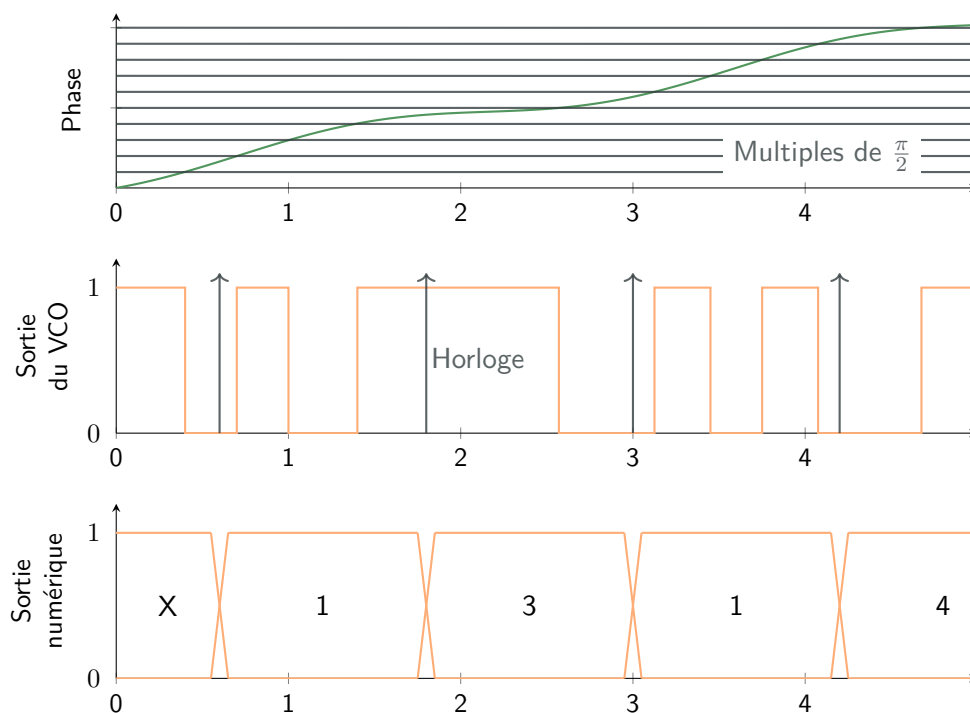 Phase
Multiples de π/2
0 1 2 3 4
Sortie
du VCO
1
Horloge
0
0 1 2 3 4
Sortie
numérique
1
X 1 3 1 4
0
0 1 2 3 4